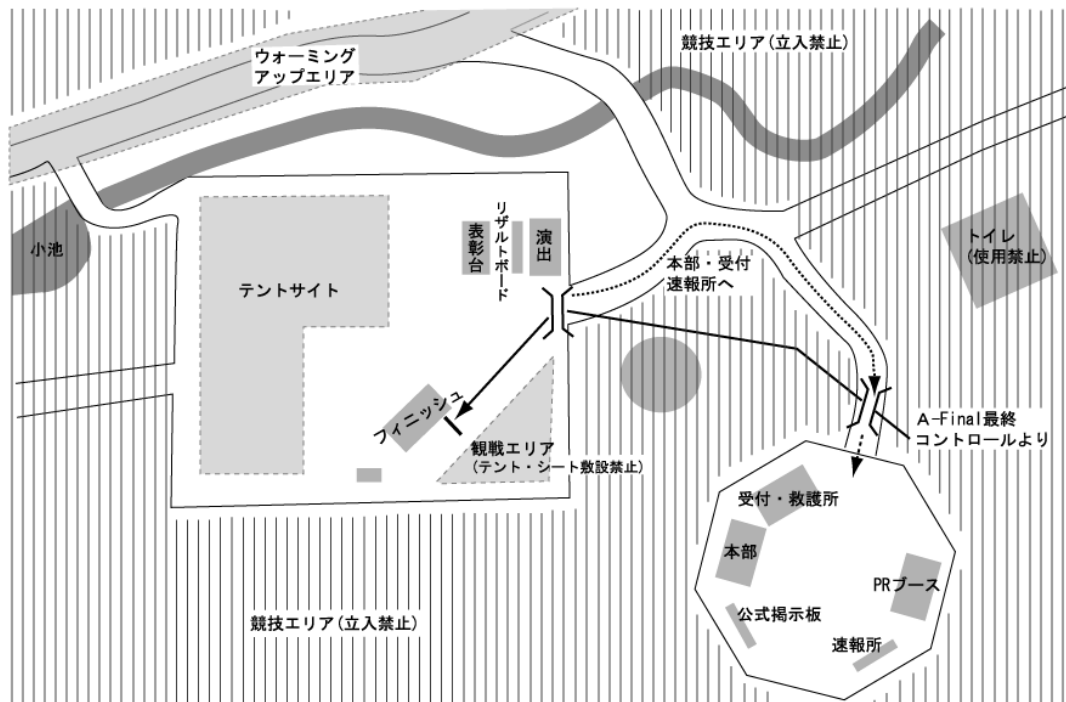 ウォーミング
アップエリア
競技エリア(立入禁止)
小池
テントサイト
表彰台
リザルトボード
演出
本部・受付
速報所へ
トイレ
(使用禁止)
フィニッシュ
観戦エリア
(テント・シート敷設禁止)
A-Final最終
コントロールより
受付・救護所
本部
PRブース
公式掲示板
速報所
競技エリア(立入禁止)